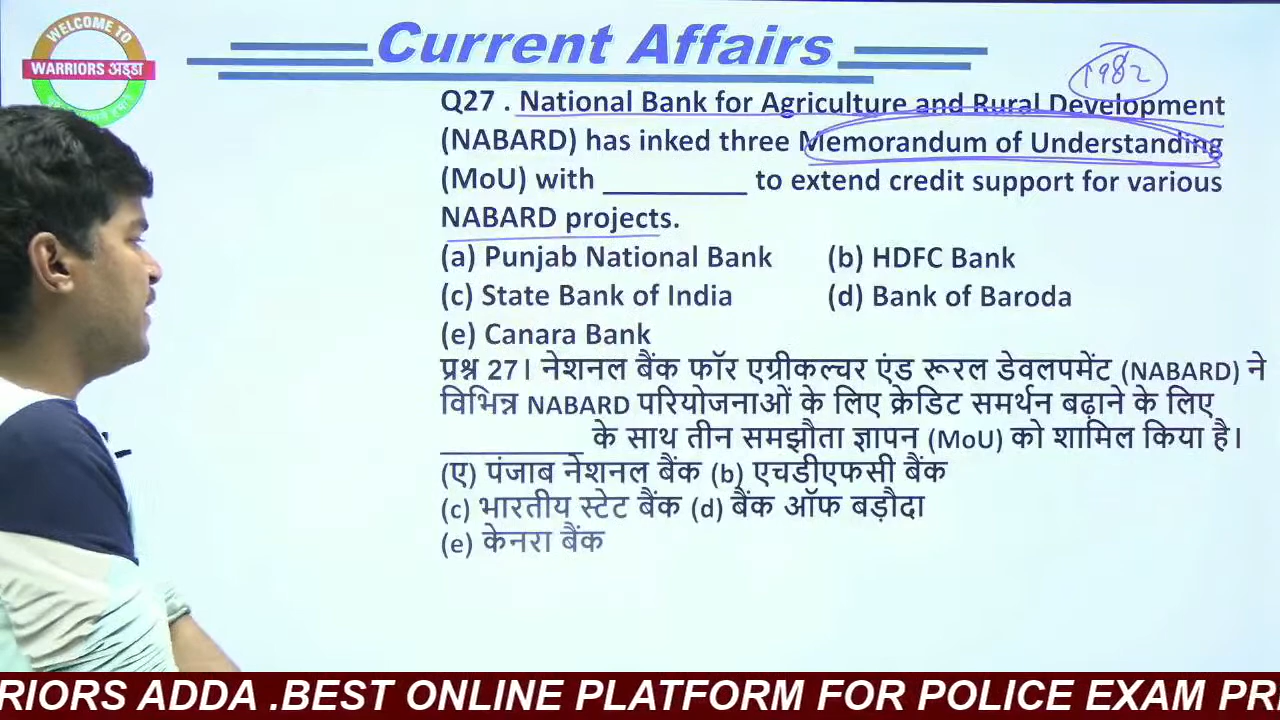 WELCOME TO
WARRIORS अड्डा
Current Affairs
1982
Q27 . National Bank for Agriculture and Rural Development
(NABARD) has inked three Memorandum of Understanding
(MoU) with _________ to extend credit support for various
NABARD projects.
(a) Punjab National Bank (b) HDFC Bank
(c) State Bank of India (d) Bank of Baroda
(e) Canara Bank
प्रश्न 27। नेशनल बैंक फॉर एग्रीकल्चर एंड रूरल डेवलपमेंट (NABARD) ने
विभिन्न NABARD परियोजनाओं के लिए क्रेडिट समर्थन बढ़ाने के लिए
_________ के साथ तीन समझौता ज्ञापन (MoU) को शामिल किया है।
(ए) पंजाब नेशनल बैंक (b) एचडीएफसी बैंक
(c) भारतीय स्टेट बैंक (d) बैंक ऑफ बड़ौदा
(e) केनरा बैंक
RRIORS ADDA .BEST ONLINE PLATFORM FOR POLICE EXAM PR